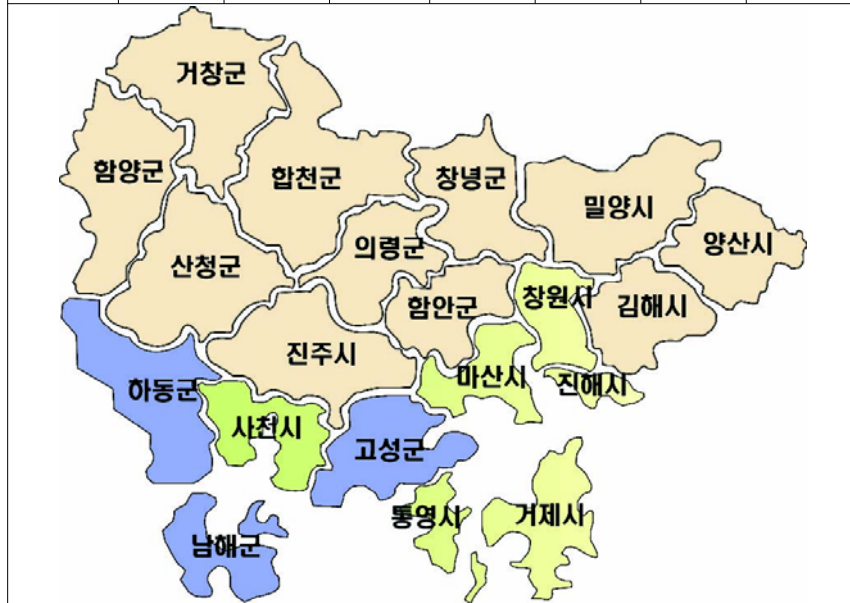 거창군
함양군
합천군
창녕군
밀양시
양산시
산청군
의령군
함안군
창원시
김해시
진주시
마산시
진해시
하동군
사천시
고성군
통영시
거제시
남해군